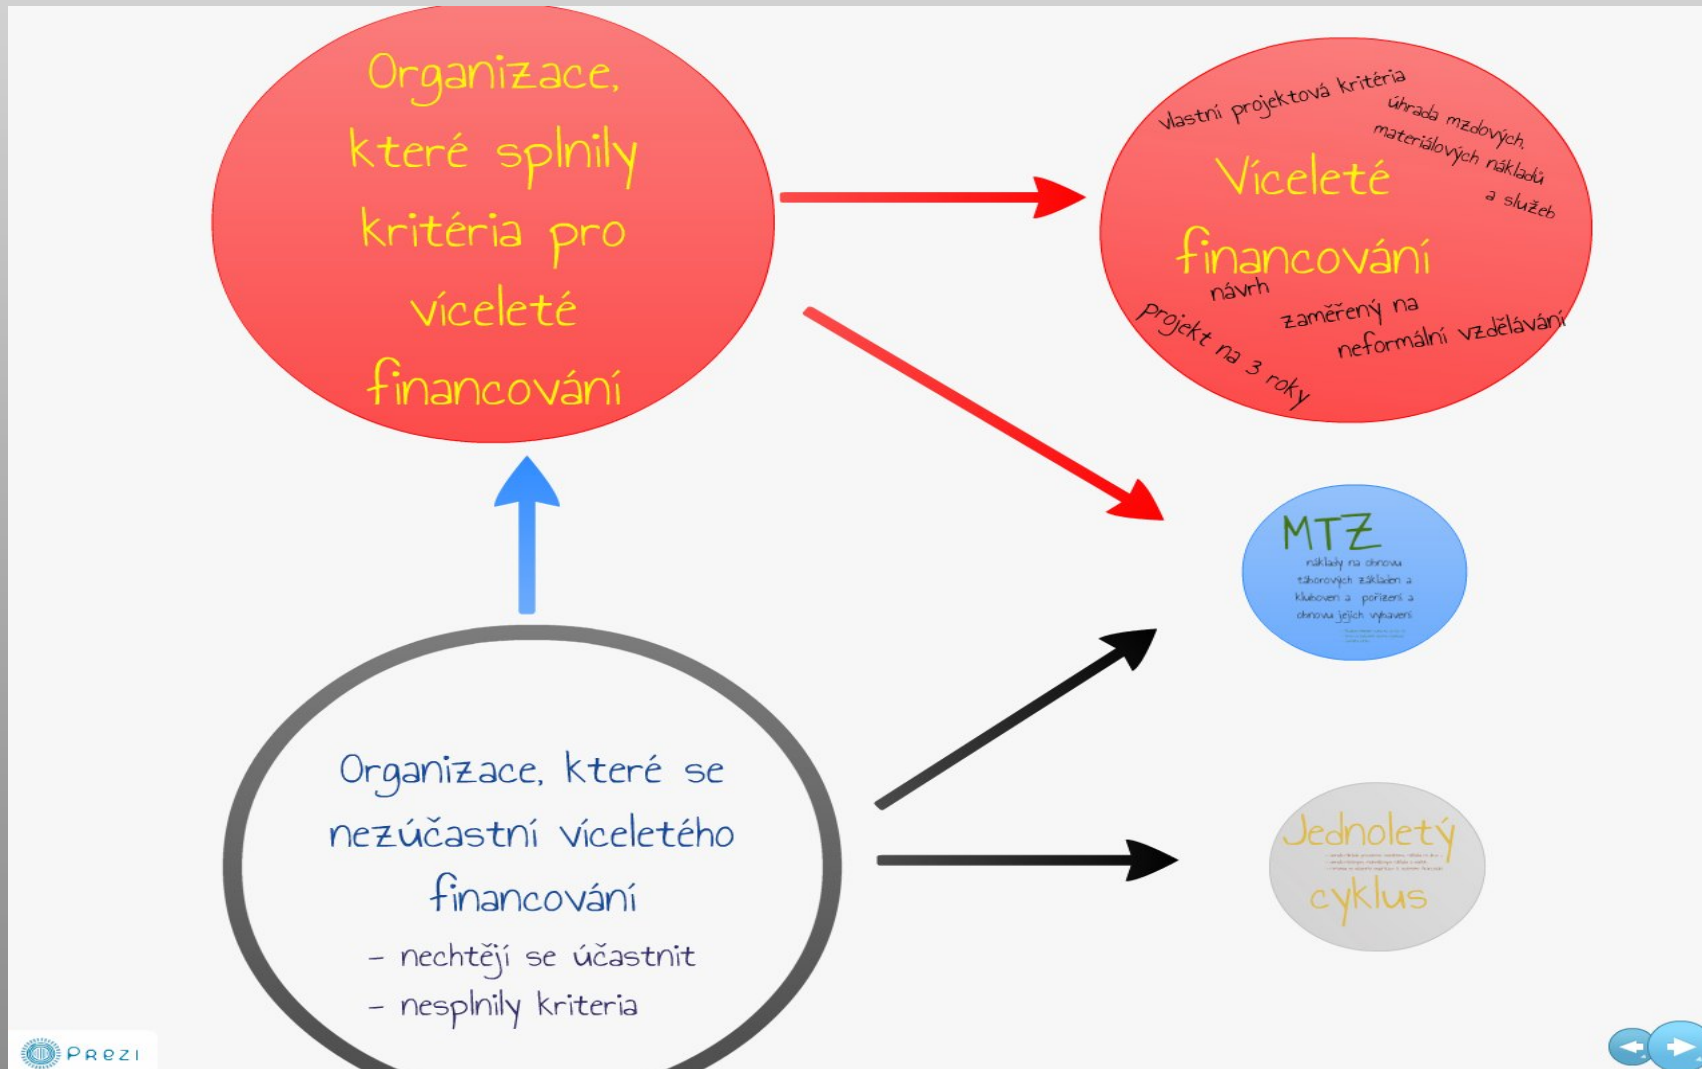 Organizace,
které splnily
kritéria pro
víceleté
financování
vlastní projektová kritéria
úhrada mzdových,
materiálových nákladů
a služeb
Víceleté
financování
návrh
zaměřený na
neformální vzdělávání
projekt na 3 roky
MTZ
náklady na obnovu
táborových základen a
kluboven a pořízení a
obnovu jejich vybavení
Organizace, které se
nezúčastní víceletého
financování
- nechtějí se účastnit
- nesplnily kriteria
Jednoletý
cyklus
PREZI